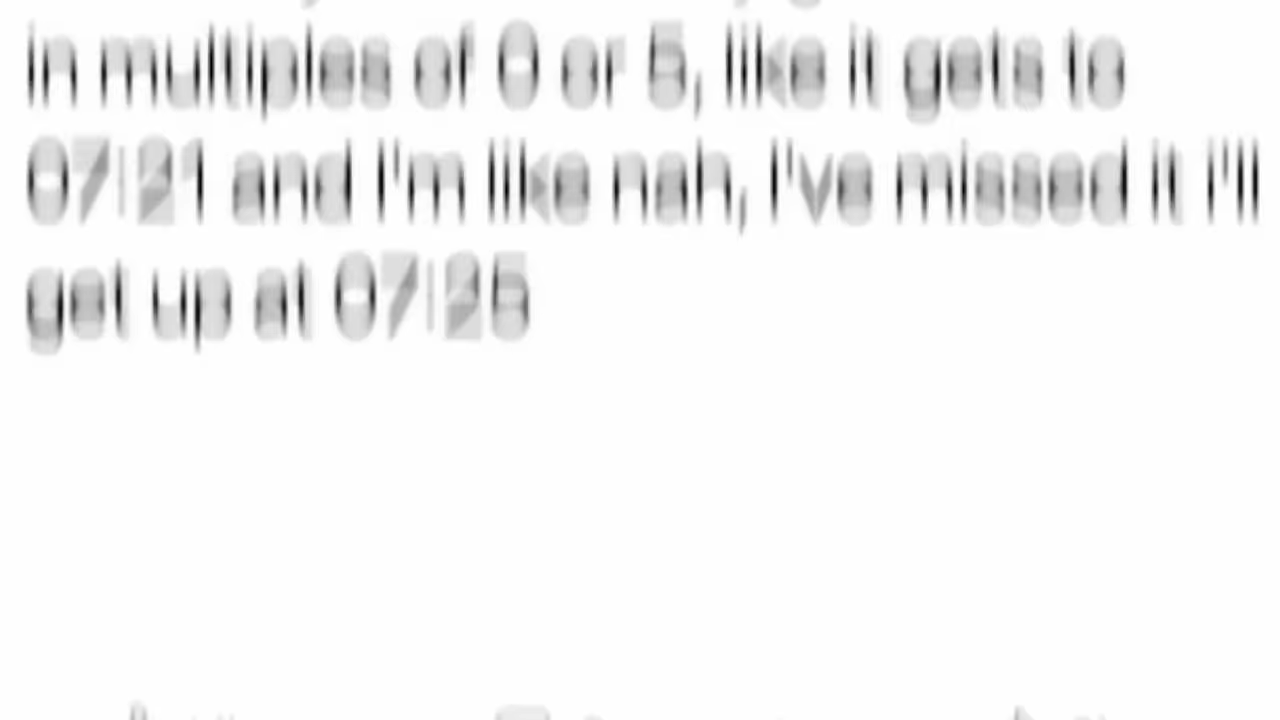 in multiples of 0 or 5, like it gets to
07:21 and I'm like nah, I've missed it i'll
get up at 07:25